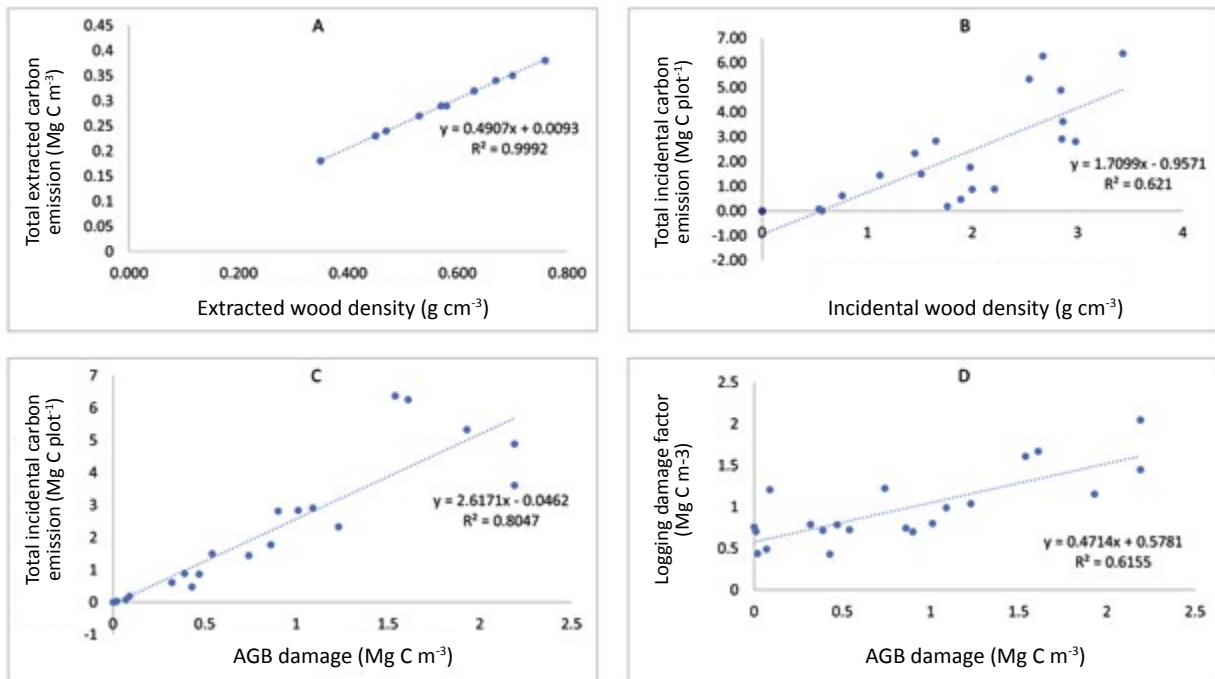 A
Total extracted carbon
emission (Mg C m⁻³)
0.45
0.4
0.35
0.3
0.25
0.2
0.15
0.1
0.05
0
y = 0.4907x + 0.0093
R² = 0.9992
0.000 0.200 0.400 0.600 0.800
Extracted wood density (g cm⁻³)
B
Total incidental carbon
emission (Mg C plot⁻¹)
7.00
6.00
5.00
4.00
3.00
2.00
1.00
0.00
-1.00
-2.00
y = 1.7099x - 0.9571
R² = 0.621
0 1 2 3 4
Incidental wood density (g cm⁻³)
C
Total incidental carbon
emission (Mg C plot⁻¹)
7
6
5
4
3
2
1
0
-1
y = 2.6171x - 0.0462
R² = 0.8047
0 0.5 1 1.5 2 2.5
AGB damage (Mg C m⁻³)
D
Logging damage factor
(Mg C m-3)
2.5
2
1.5
1
0.5
0
y = 0.4714x + 0.5781
R² = 0.6155
0 0.5 1 1.5 2 2.5
AGB damage (Mg C m⁻³)